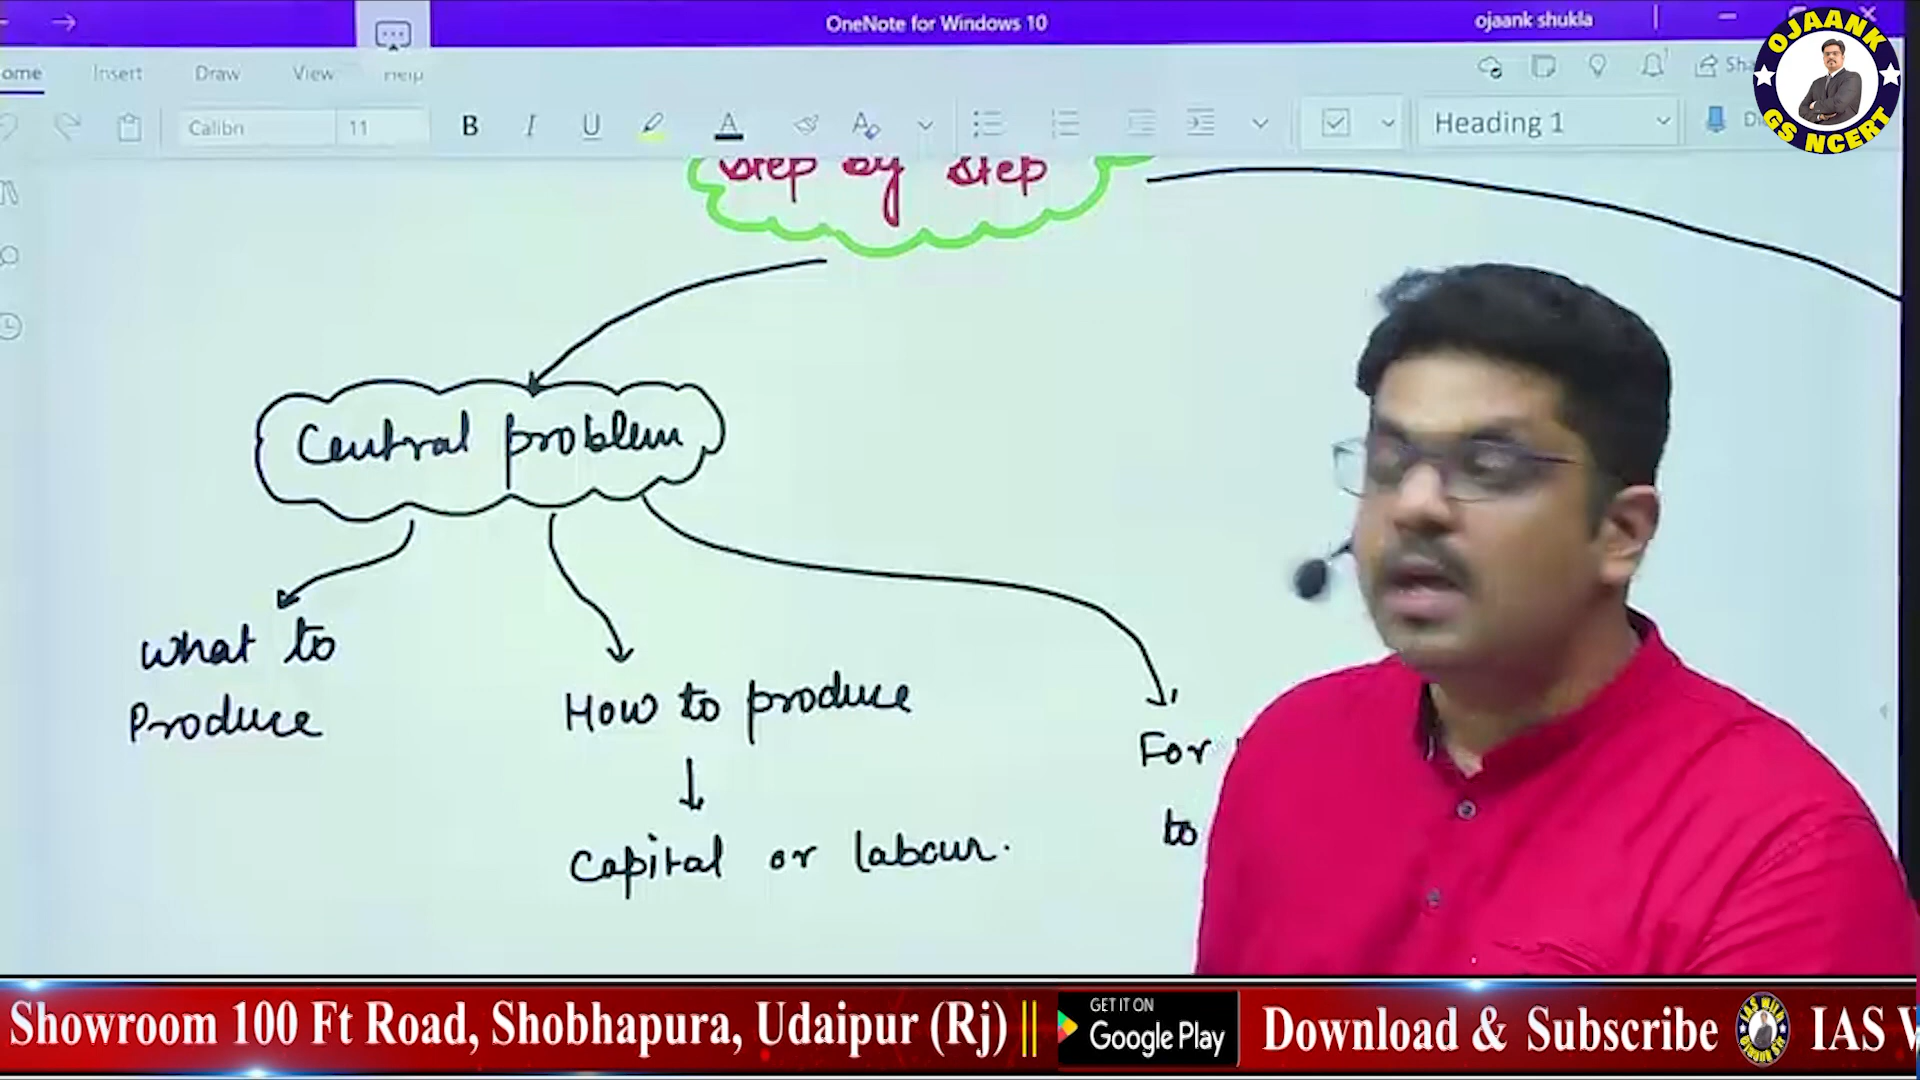 OneNote for Windows 10
ojaank shukla
ome Insert Draw View Help
Calibri 11 B I U A Heading 1
OJAANK
GS NCERT
step by step
Central problem
What to
Produce
How to produce
Capital or labour.
For
to
Showroom 100 Ft Road, Shobhapura, Udaipur (Rj) || GET IT ON Google Play Download & Subscribe IAS